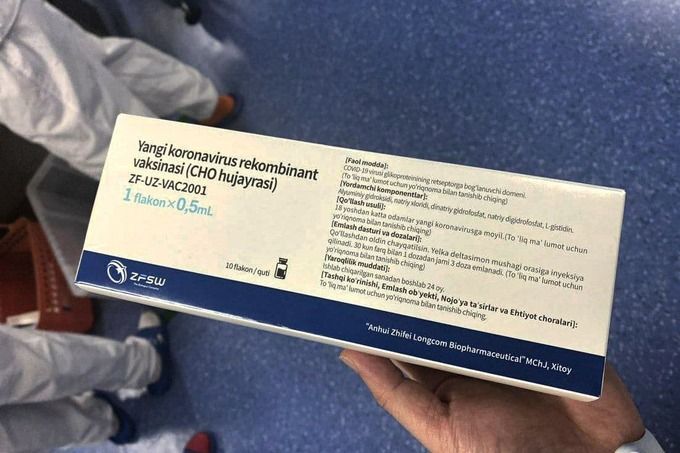 Yangi koronavirus rekombinant
vaksinasi (CHO hujayrasi)
ZF-UZ-VAC2001
1 flakon×0,5mL
10 flakon / quti
ZFSW
[Faol modda]:
COVID-19 virusi glikoproteinining retseptorga bog'lanuvchi domeni.
(To 'liq ma' lumot uchun yo'riqnoma bilan tanishib chiqing)
[Yordamchi komponentlar]:
Alyuminiy gidroksidi, natriy xloridi, dinatriy gidrofosfat, natriy digidrofosfat, L-gistidin.
[Qo'llash usuli]:
18 yoshdan katta odamlar yangi koronavirusga moyil.(To 'liq ma' lumot uchun
yo'riqnoma bilan tanishib chiqing)
[Emlash dasturi va dozalari]:
Qo'llashdan oldin chayqatilsin. Yelka deltasimon mushagi orasiga inyeksiya
qilinadi. 30 kun farq bilan 1 dozadan jami 3 doza emlanadi. (To 'liq ma' lumot
uchun yo'riqnoma bilan tanishib chiqing)
[Yaroqlilik muddati]:
Ishlab chiqarilgan sanadan boshlab 24 oy.
[Tashqi ko'rinishi, Emlash ob'yekti, Nojo'ya ta'sirlar va Ehtiyot choralari]:
(To 'liq ma' lumot uchun yo'riqnoma bilan tanishib chiqing.
"Anhui Zhifei Longcom Biopharmaceutical" MChJ, Xitoy